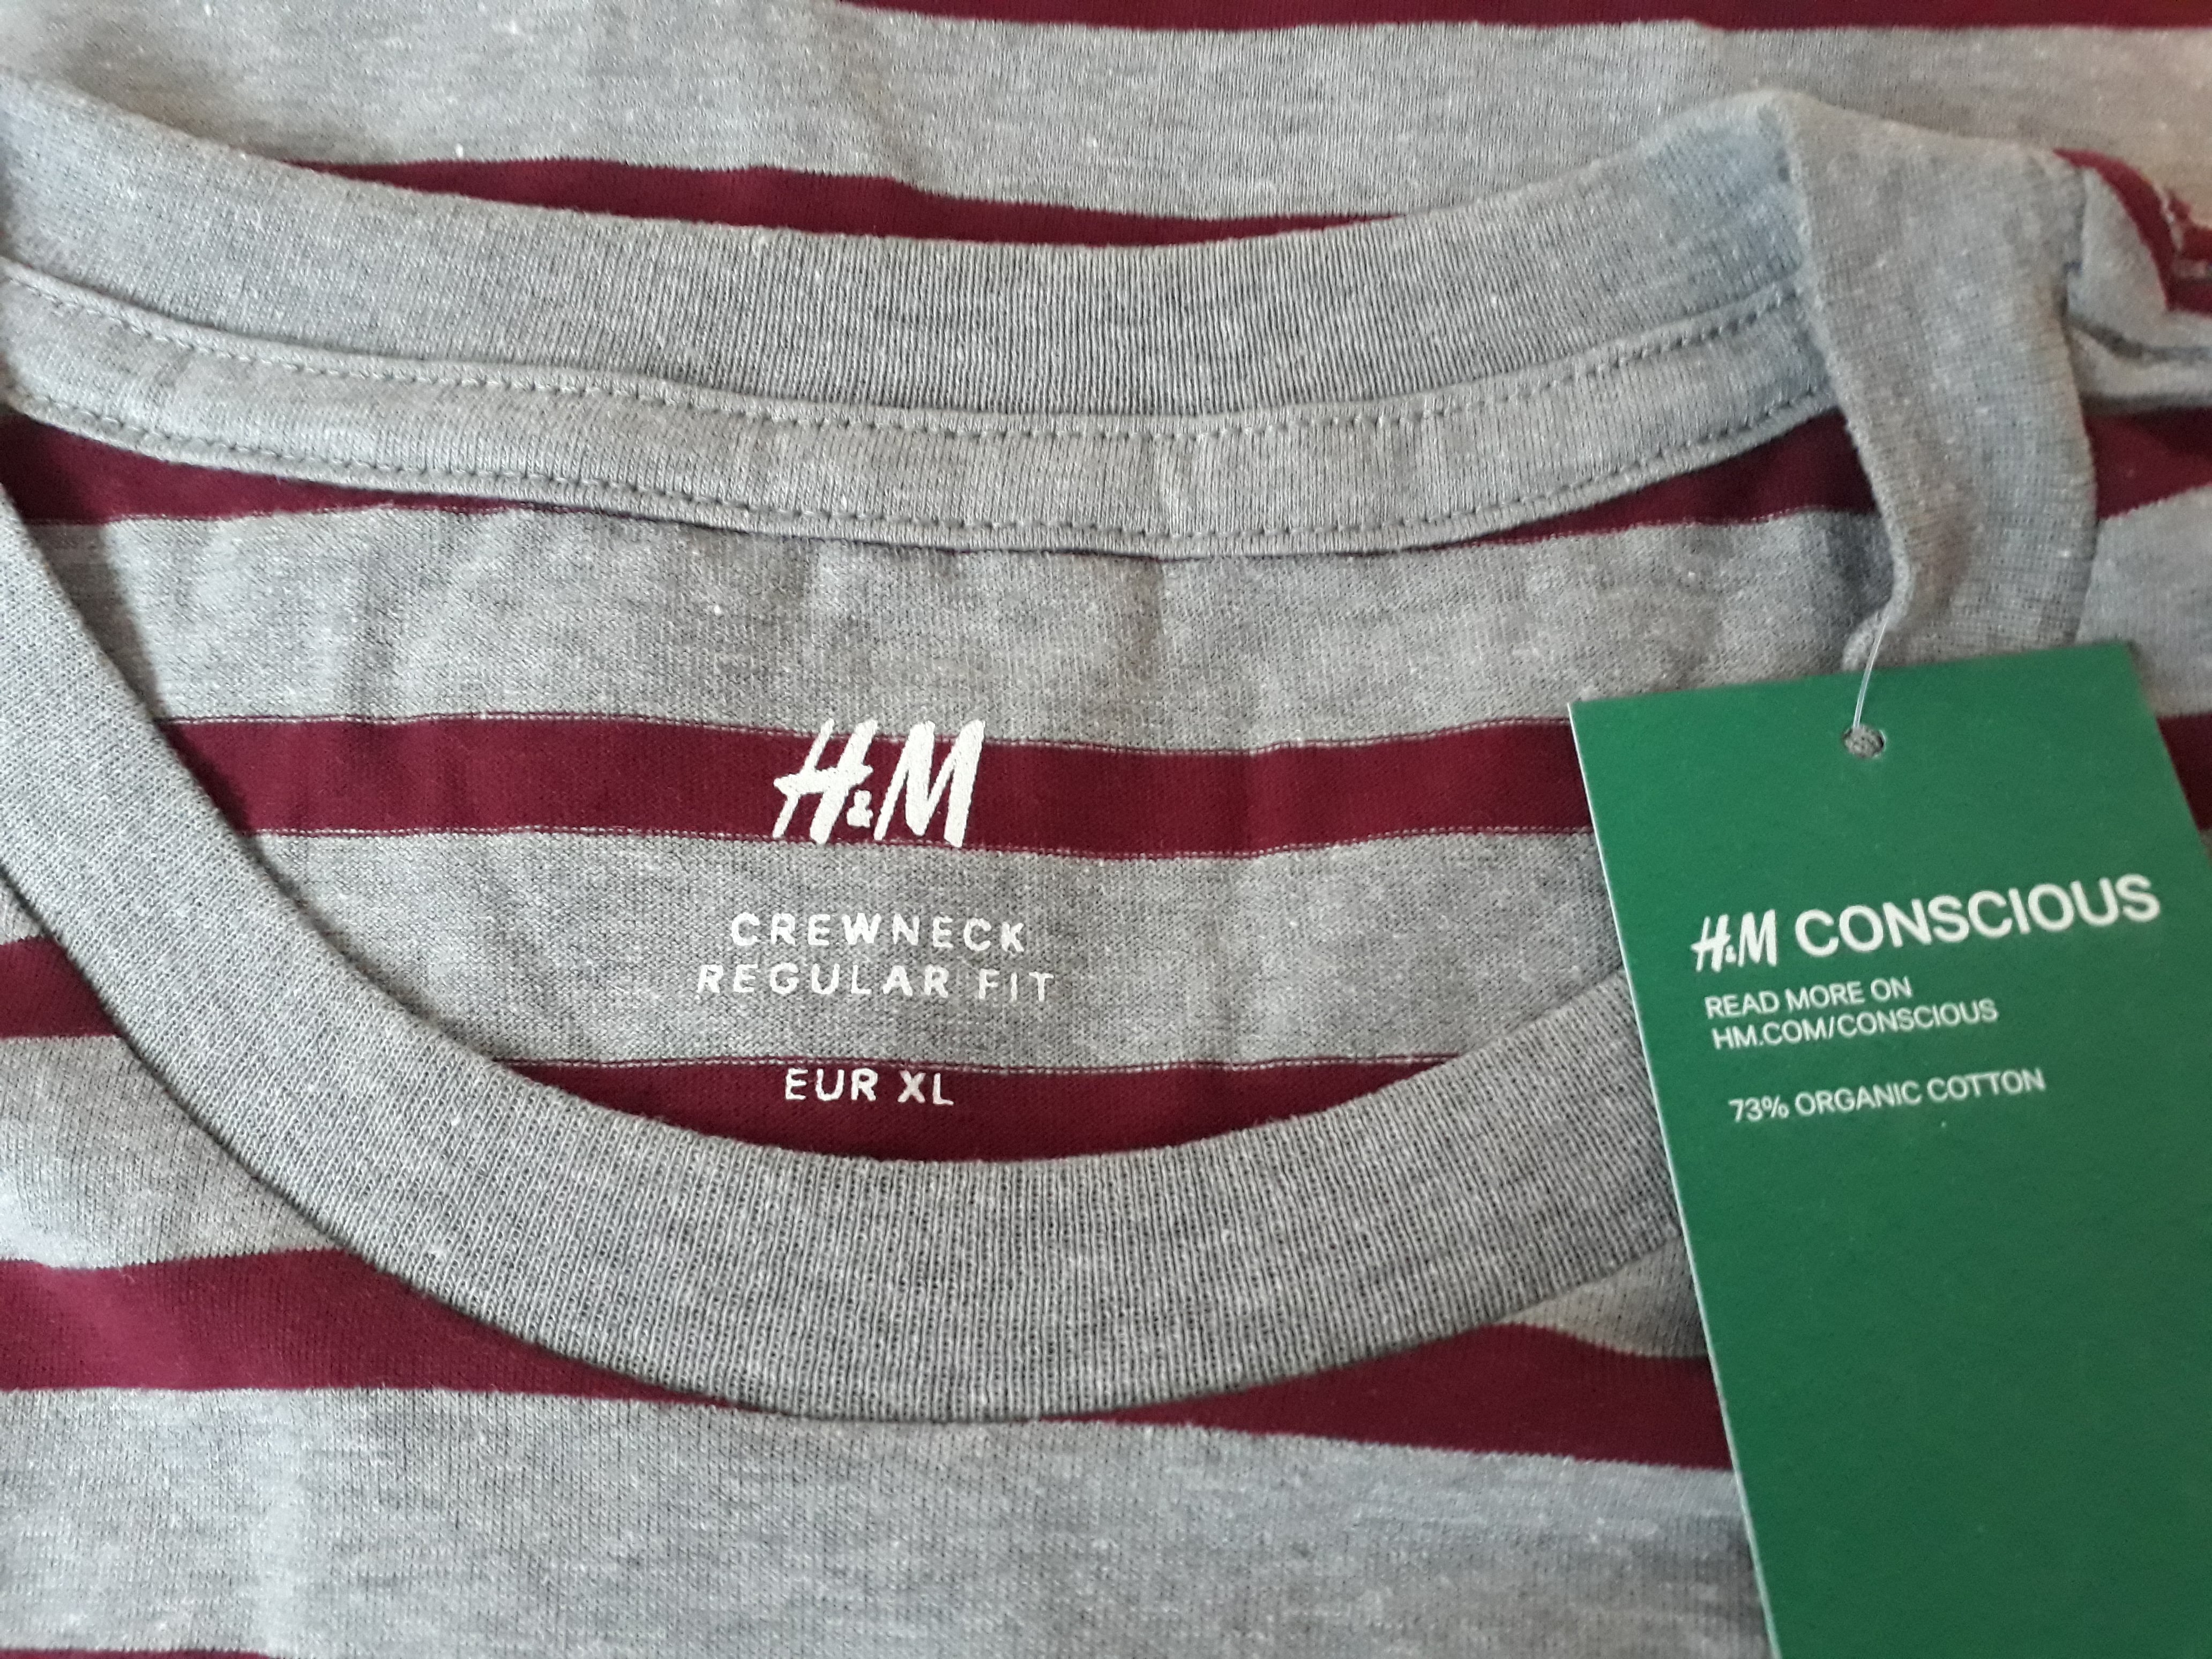 H&M
CREWNECK
REGULAR FIT
EUR XL
H&M CONSCIOUS
READ MORE ON
HM.COM/CONSCIOUS
73% ORGANIC COTTON